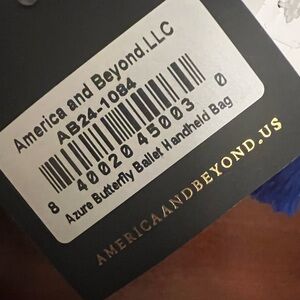 America and Beyond.LLC
AB24-1084
8 40020 45003 0
Azure Butterfly Ballet Handheld Bag
AMERICAANDBEYOND.US